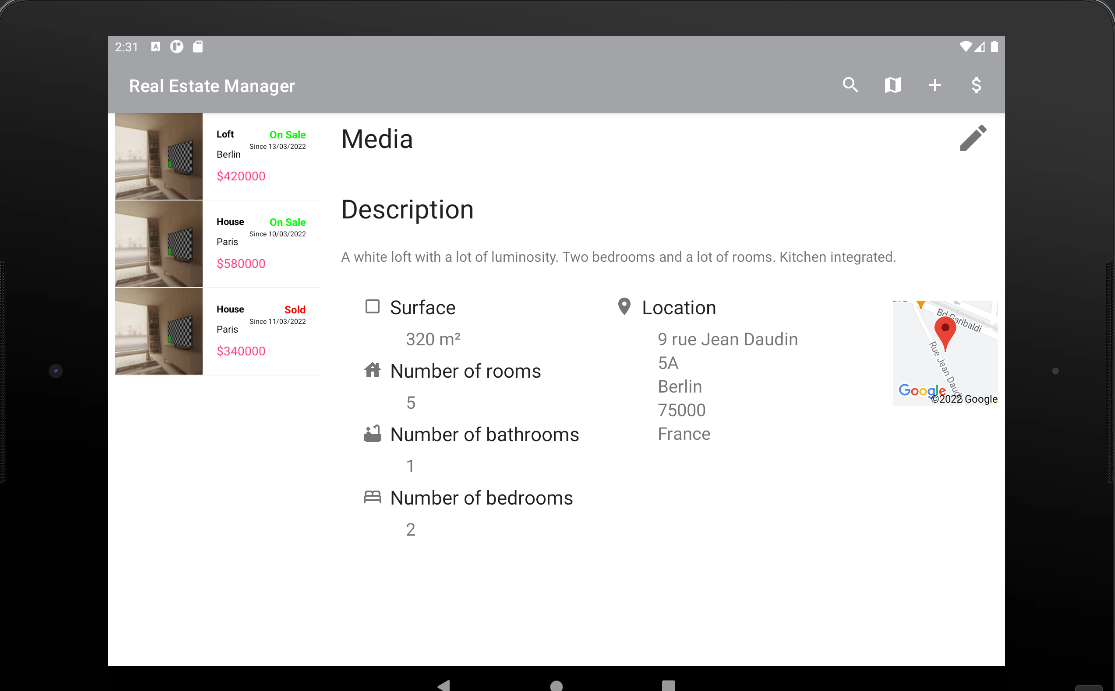 2:31
Real Estate Manager
Loft
On Sale
Since 13/03/2022
Berlin
$420000
House
On Sale
Since 10/03/2022
Paris
$580000
House
Sold
Since 11/03/2022
Paris
$340000
Media
Description
A white loft with a lot of luminosity. Two bedrooms and a lot of rooms. Kitchen integrated.
Surface
320 m²
Number of rooms
5
Number of bathrooms
1
Number of bedrooms
2
Location
9 rue Jean Daudin
5A
Berlin
75000
France
Bd Garibaldi
Rue Jean Daudin
Google
©2022 Google